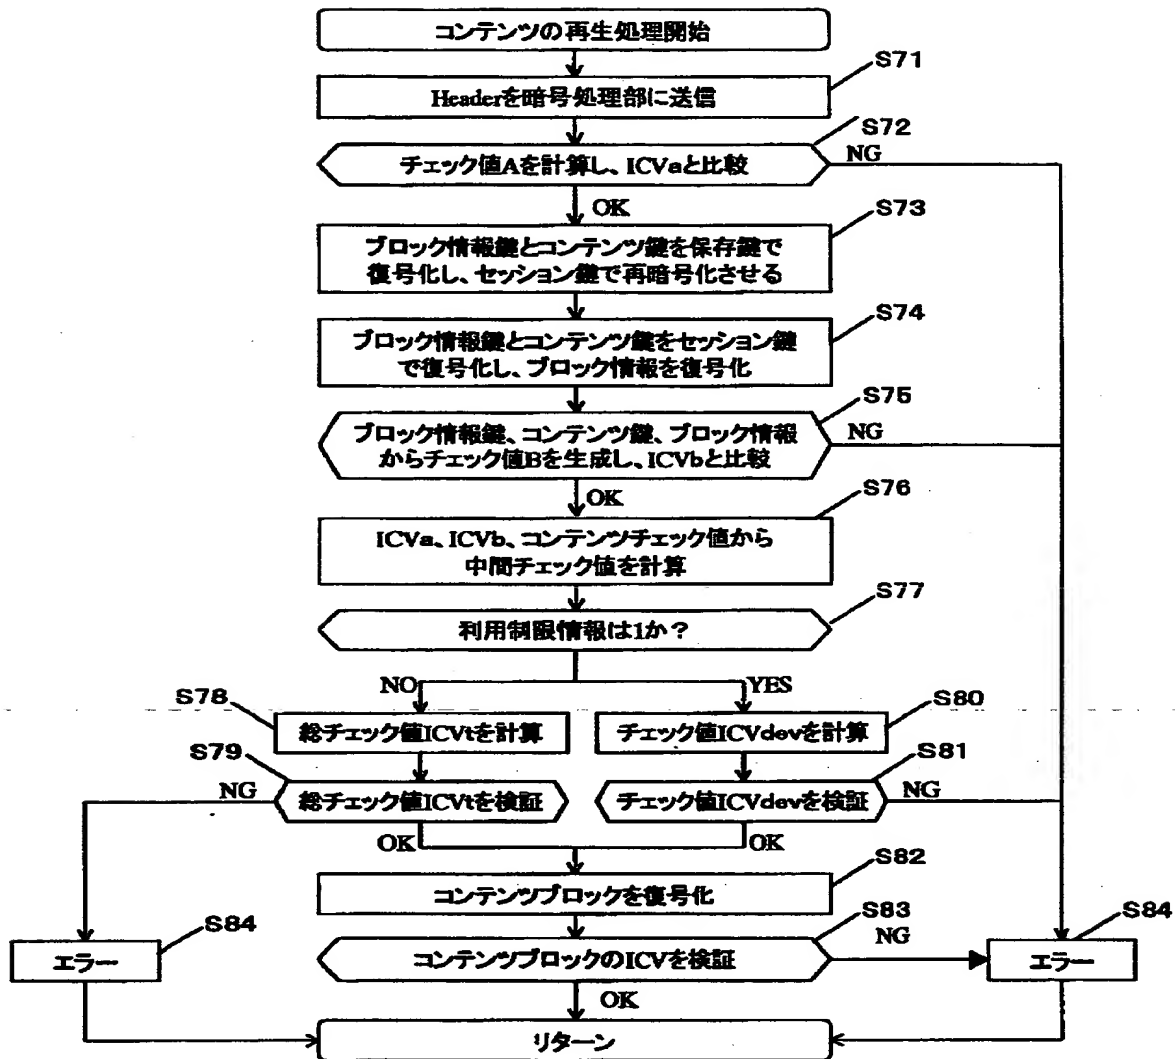 コンテンツの再生処理開始
S71
Headerを暗号処理部に送信
S72
チェック値Aを計算し、ICVaと比較
NG
OK
S73
ブロック情報鍵とコンテンツ鍵を保存鍵で
復号化し、セッション鍵で再暗号化させる
S74
ブロック情報鍵とコンテンツ鍵をセッション鍵
で復号化し、ブロック情報を復号化
S75
ブロック情報鍵、コンテンツ鍵、ブロック情報
からチェック値Bを生成し、ICVbと比較
NG
OK
S76
ICVa、ICVb、コンテンツチェック値から
中間チェック値を計算
S77
利用制限情報は1か？
NO
YES
S78
総チェック値ICVtを計算
S80
チェック値ICVdevを計算
S79
NG
総チェック値ICVtを検証
S81
チェック値ICVdevを検証
NG
OK
OK
S82
コンテンツブロックを復号化
S83
コンテンツブロックのICVを検証
NG
S84
エラー
S84
エラー
OK
リターン